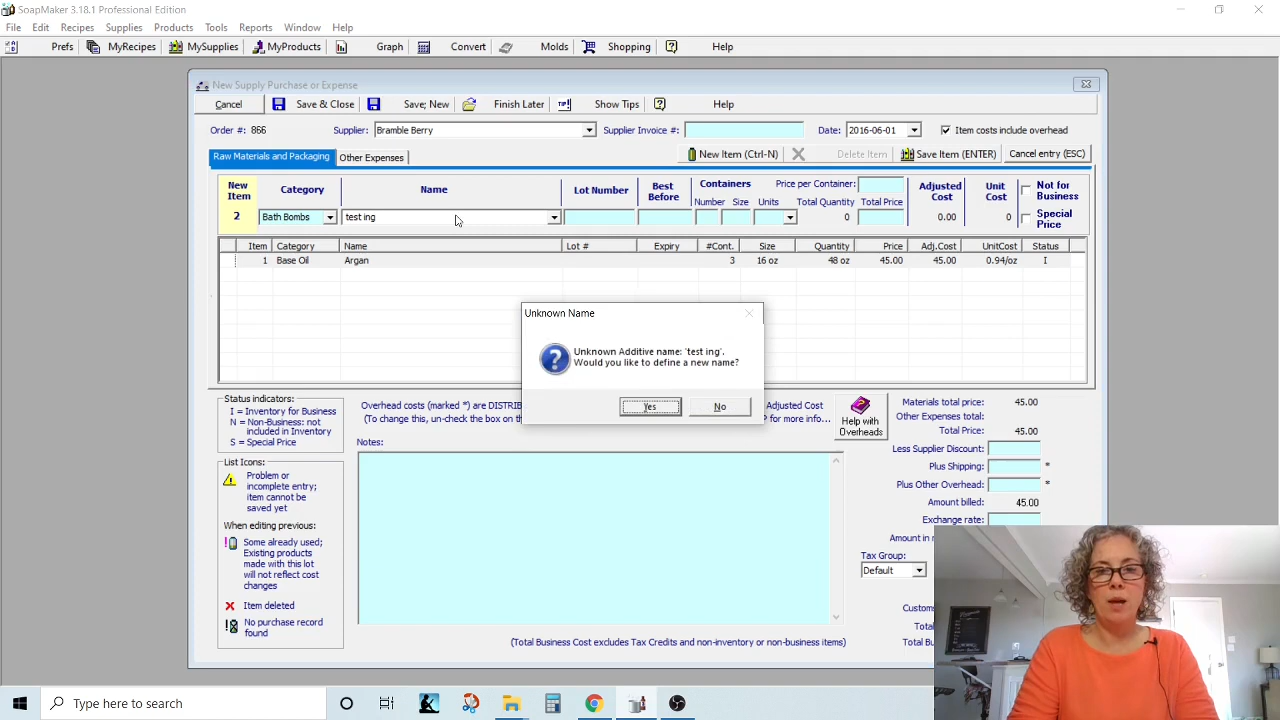 SoapMaker 3.18.1 Professional Edition
File Edit Recipes Supplies Products Tools Reports Window Help
Prefs MyRecipes MySupplies MyProducts Graph Convert Molds Shopping Help
New Supply Purchase or Expense
Cancel Save & Close Save; New Finish Later Show Tips Help
Order #: 866 Supplier: Bramble Berry Supplier Invoice #: Date: 2016-06-01 Item costs include overhead
Raw Materials and Packaging Other Expenses New Item (Ctrl-N) Delete Item Save Item (ENTER) Cancel entry (ESC)
New Item Category Name Lot Number Best Before Containers Price per Container: Adjusted Cost Unit Cost Not for Business
Number Size Units Total Quantity Total Price
2 Bath Bombs test ing 0 0.00 0 Special Price
Item Category Name Lot # Expiry #Cont. Size Quantity Price Adj.Cost UnitCost Status
1 Base Oil Argan 3 16 oz 48 oz 45.00 45.00 0.94/oz I
Unknown Name
Unknown Additive name: 'test ing'.
Would you like to define a new name?
Yes No
Status indicators:
I = Inventory for Business
N = Non-Business: not
included in Inventory
S = Special Price
Overhead costs (marked *) are DISTRIB Adjusted Cost
(To change this, un-check the box on th P for more info...
Help with
Overheads
Notes:
List Icons:
Problem or
incomplete entry;
item cannot be
saved yet
When editing previous:
Some already used;
Existing products
made with this lot
will not reflect cost
changes
Item deleted
No purchase record
found
Materials total price: 45.00
Other Expenses total:
Total Price: 45.00
Less Supplier Discount:
Plus Shipping: *
Plus Other Overhead: *
Amount billed: 45.00
Exchange rate:
Amount in
Tax Group:
Default
Custom
Total
(Total Business Cost excludes Tax Credits and non-inventory or non-business items) Total Bu
Type here to search